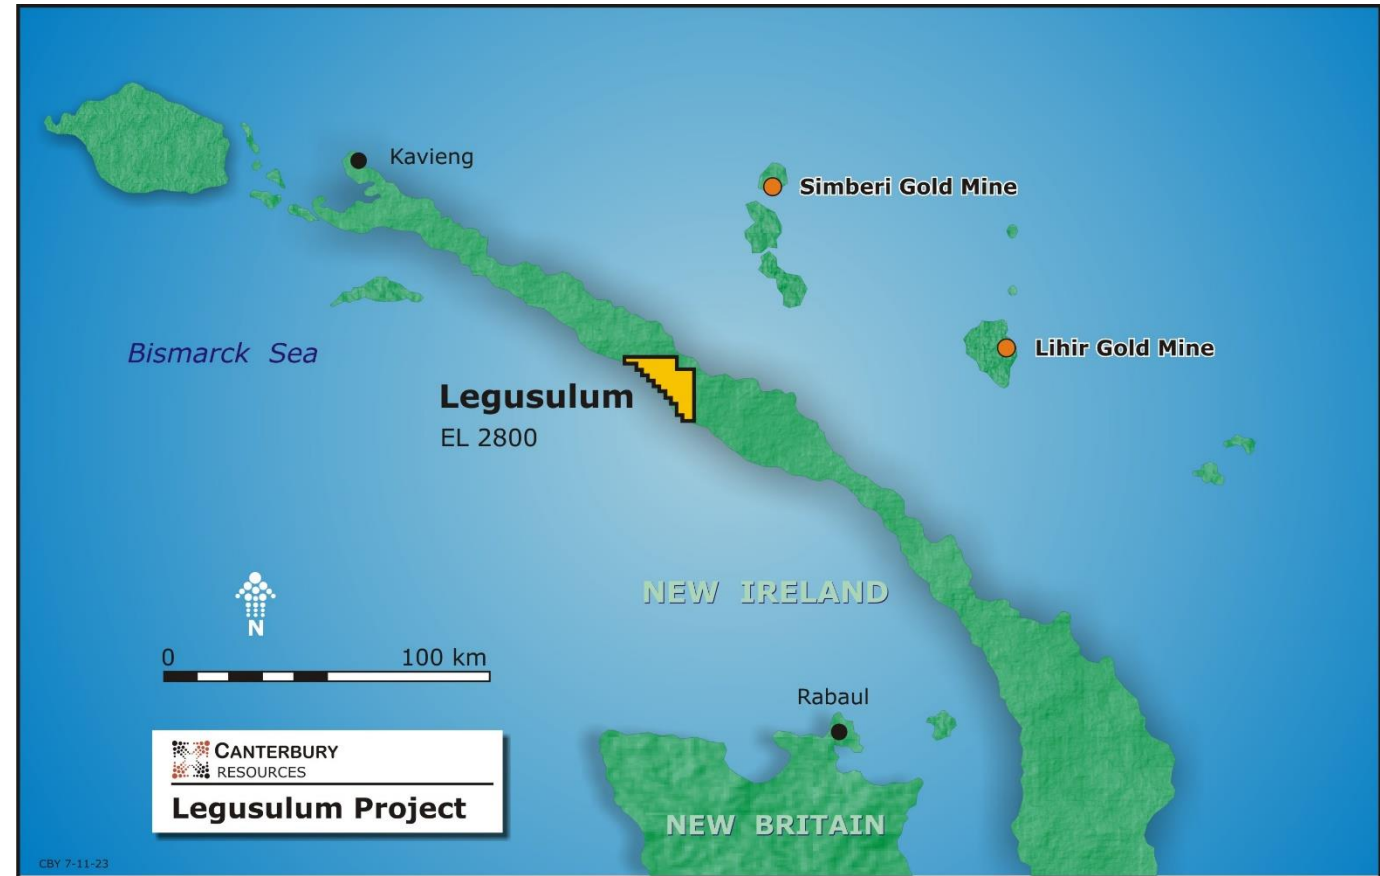 Kavieng
Simberi Gold Mine
Lihir Gold Mine
Bismarck Sea
Legusulum
EL 2800
NEW IRELAND
N
0 100 km
Rabaul
CANTERBURY
RESOURCES
Legusulum Project
NEW BRITAIN
CBY 7-11-23